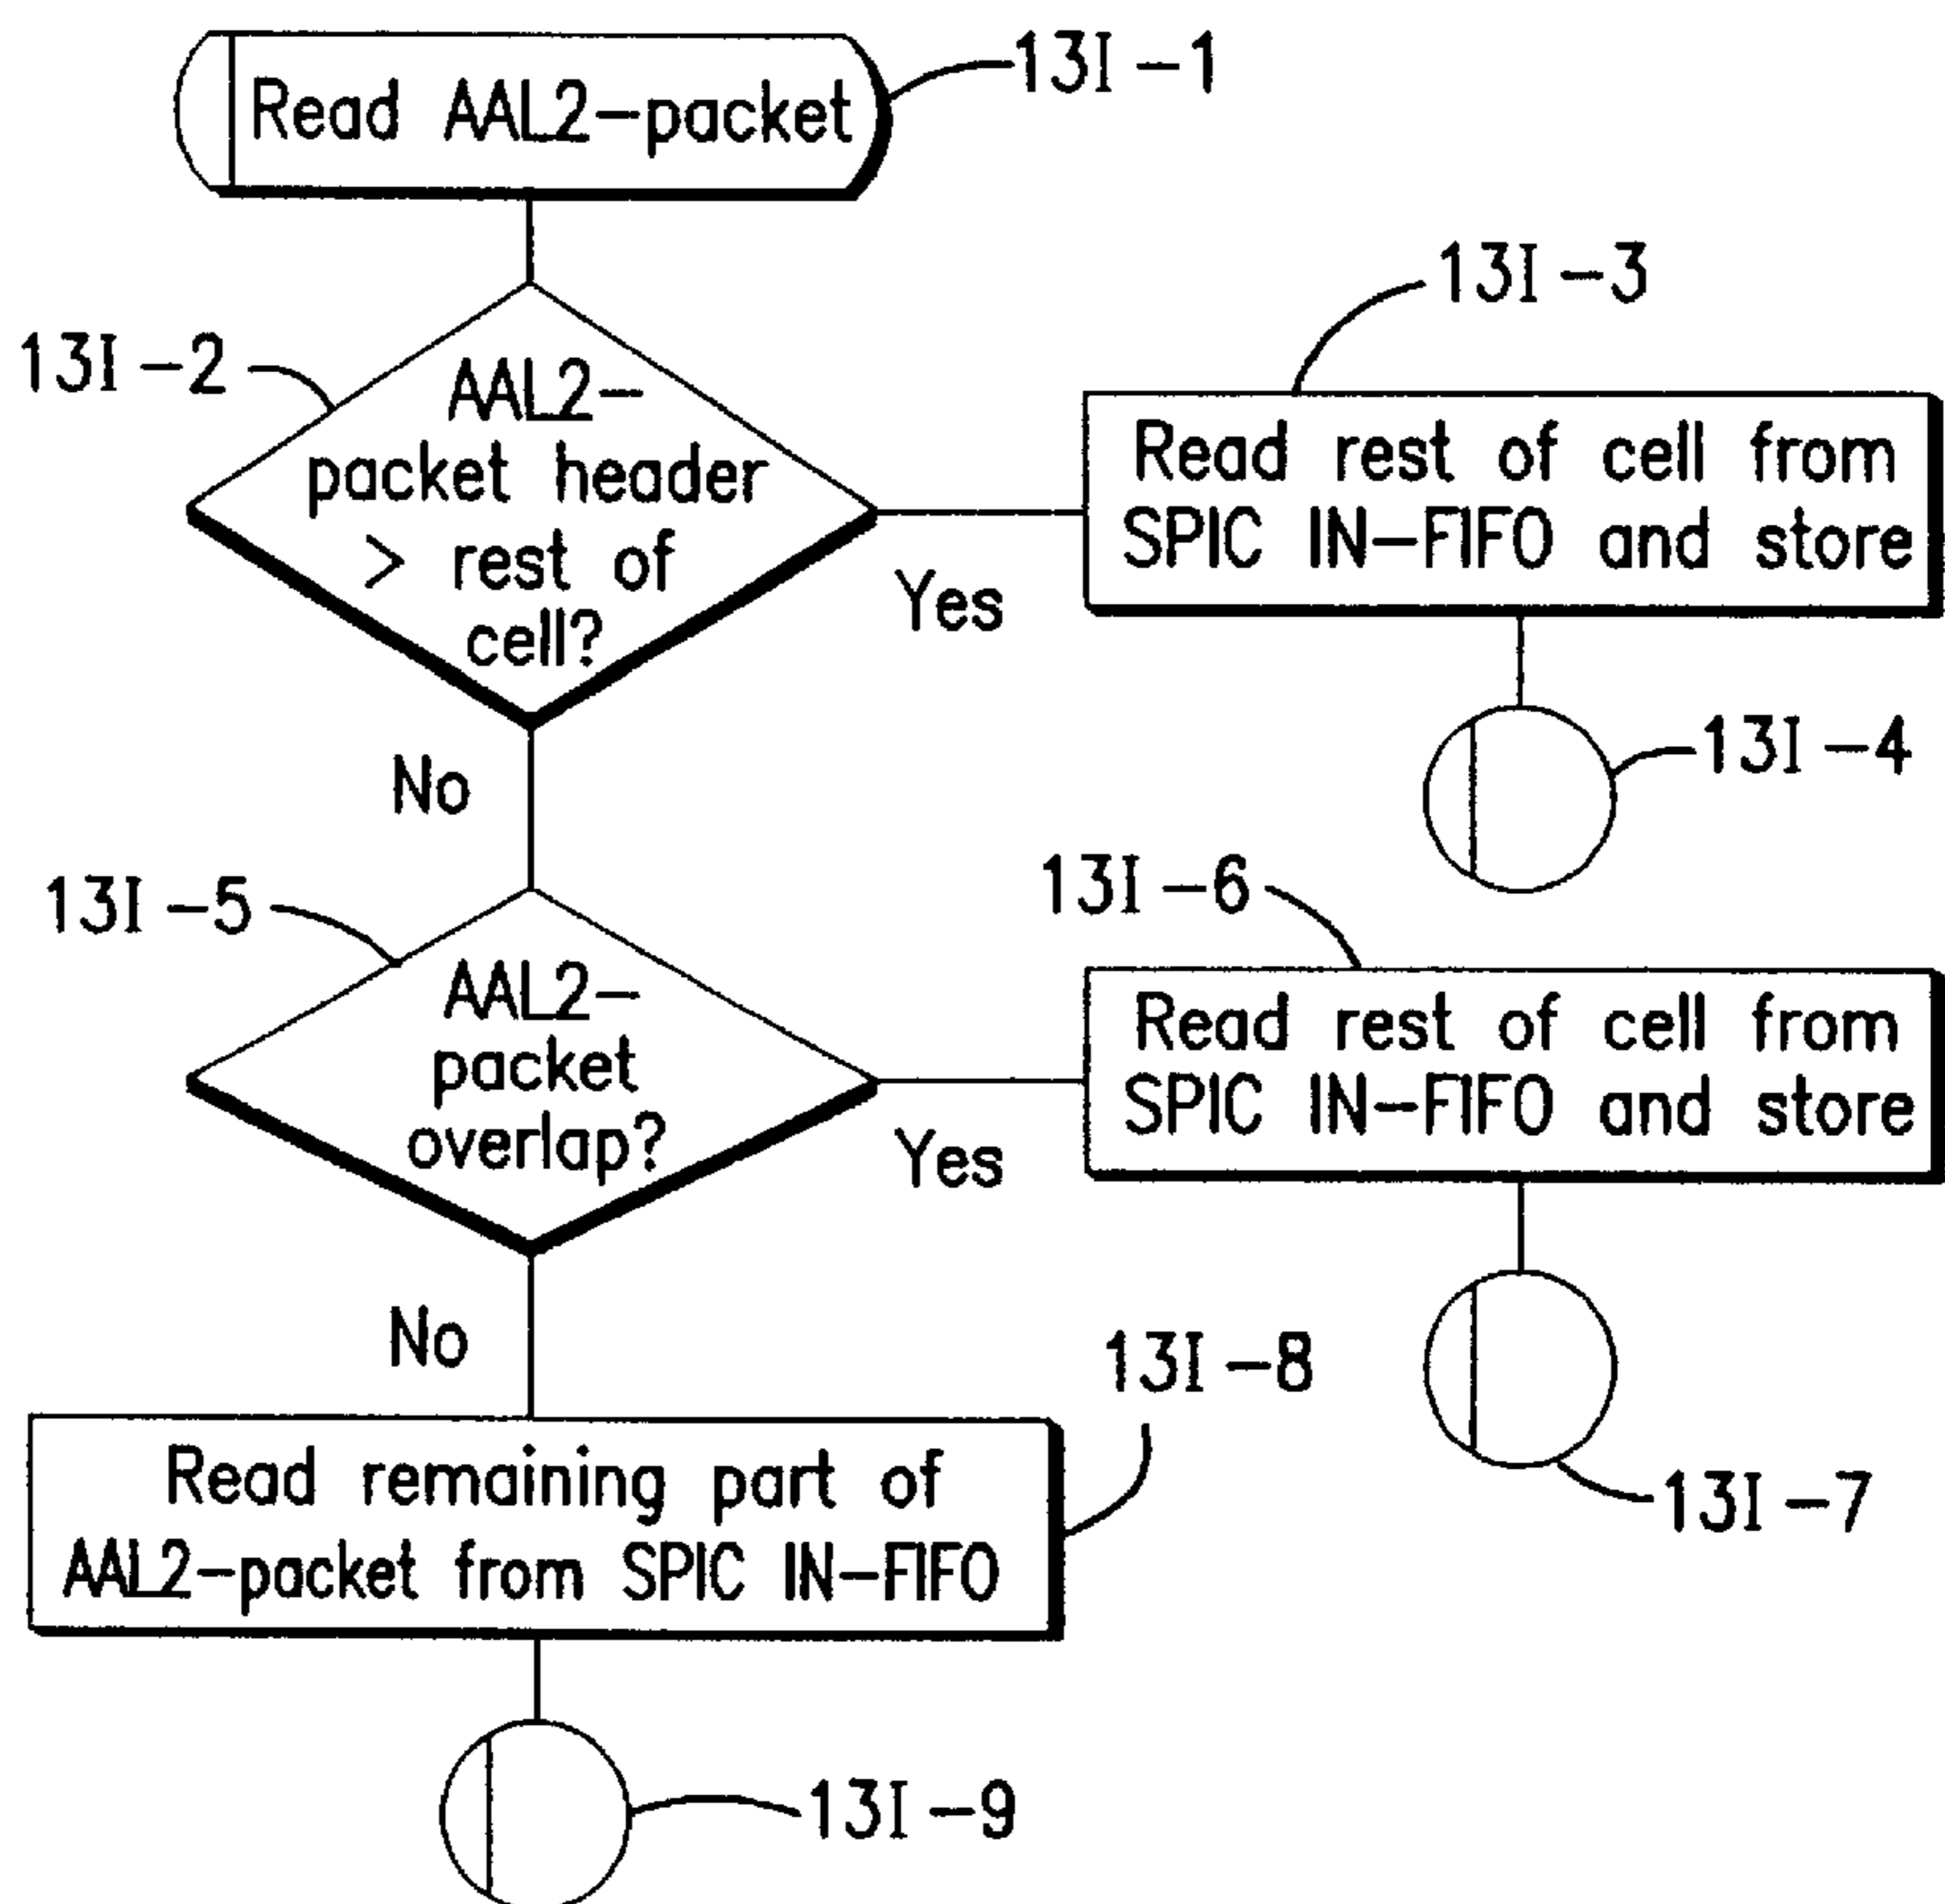 Read AAL2-packet
13I-1
13I-2
AAL2-
packet header
> rest of
cell?
Yes
13I-3
Read rest of cell from
SPIC IN-FIFO and store
13I-4
No
13I-5
AAL2-
packet
overlap?
Yes
13I-6
Read rest of cell from
SPIC IN-FIFO and store
13I-7
No
13I-8
Read remaining part of
AAL2-packet from SPIC IN-FIFO
13I-9